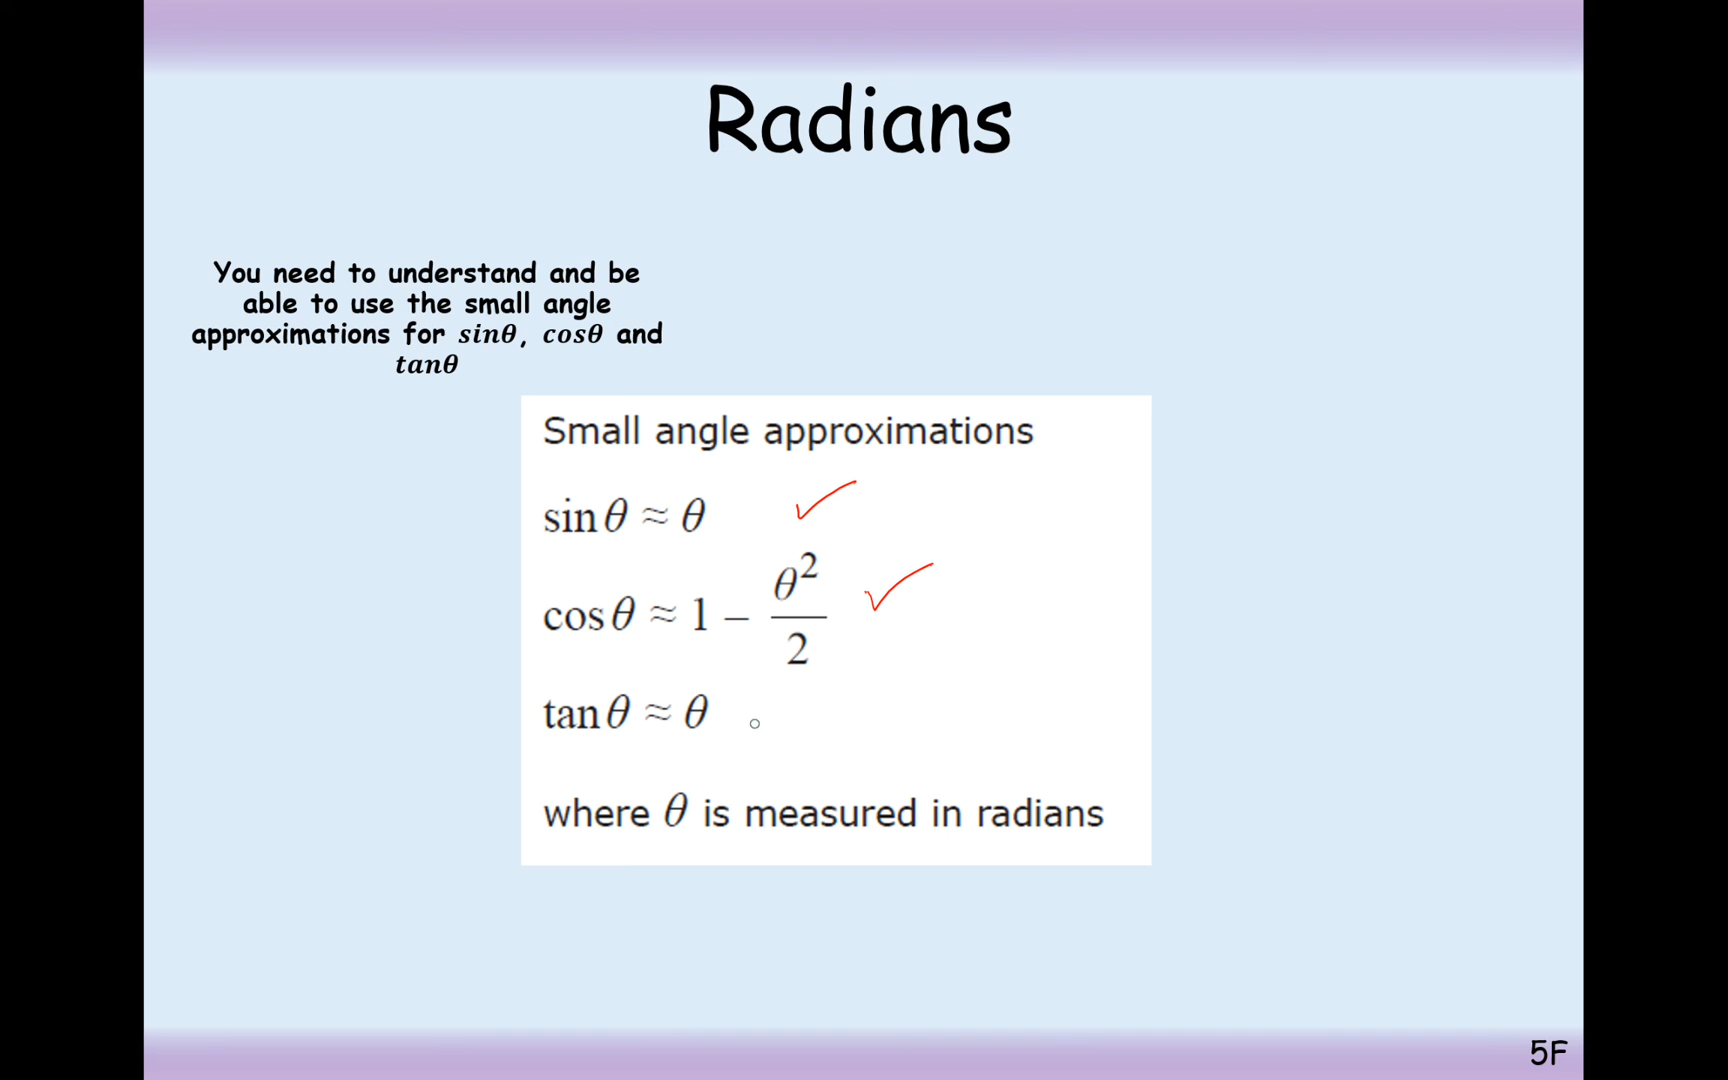 Radians
You need to understand and be
able to use the small angle
approximations for sinθ, cosθ and
tanθ
Small angle approximations
sin θ ≈ θ
cos θ ≈ 1 − θ²/2
tan θ ≈ θ
where θ is measured in radians
5F